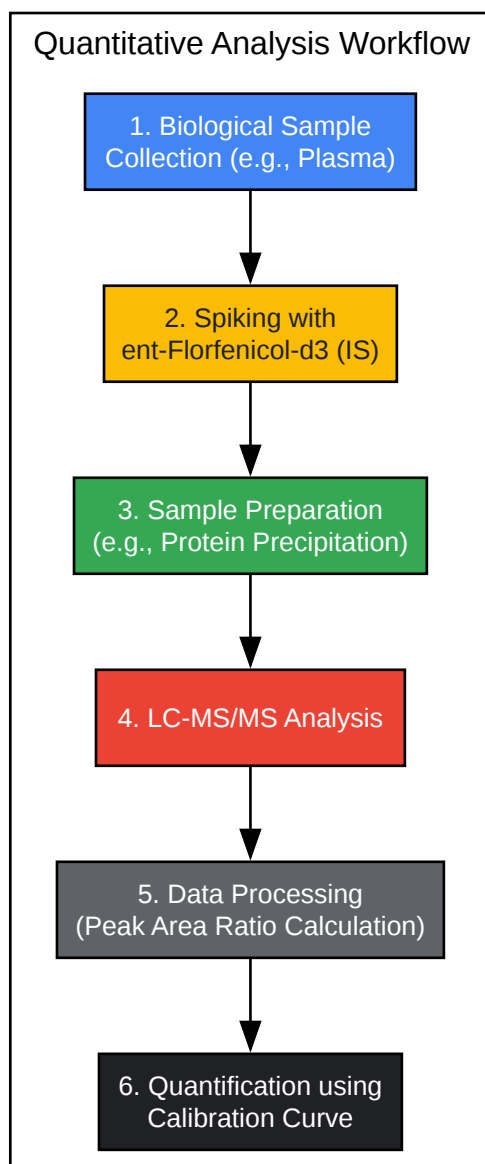 Quantitative Analysis Workflow
1. Biological Sample
Collection (e.g., Plasma)
2. Spiking with
ent-Florfenicol-d3 (IS)
3. Sample Preparation
(e.g., Protein Precipitation)
4. LC-MS/MS Analysis
5. Data Processing
(Peak Area Ratio Calculation)
6. Quantification using
Calibration Curve